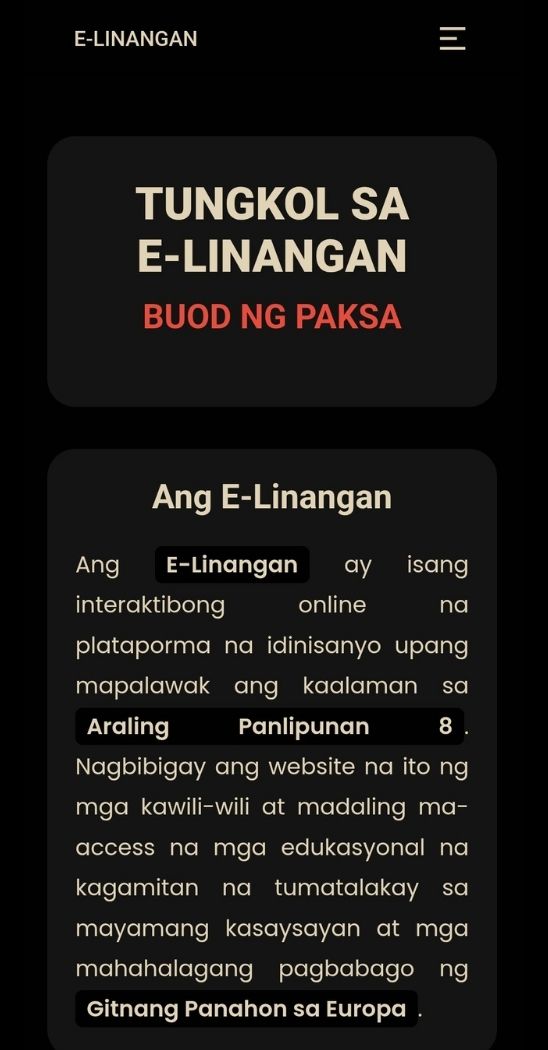 E-LINANGAN
TUNGKOL SA
E-LINANGAN
BUOD NG PAKSA
Ang E-Linangan
Ang E-Linangan ay isang
interaktibong online na
plataporma na idinisanyo upang
mapalawak ang kaalaman sa
Araling Panlipunan 8.
Nagbibigay ang website na ito ng
mga kawili-wili at madaling ma-
access na mga edukasyonal na
kagamitan na tumatalakay sa
mayamang kasaysayan at mga
mahahalagang pagbabago ng
Gitnang Panahon sa Europa.